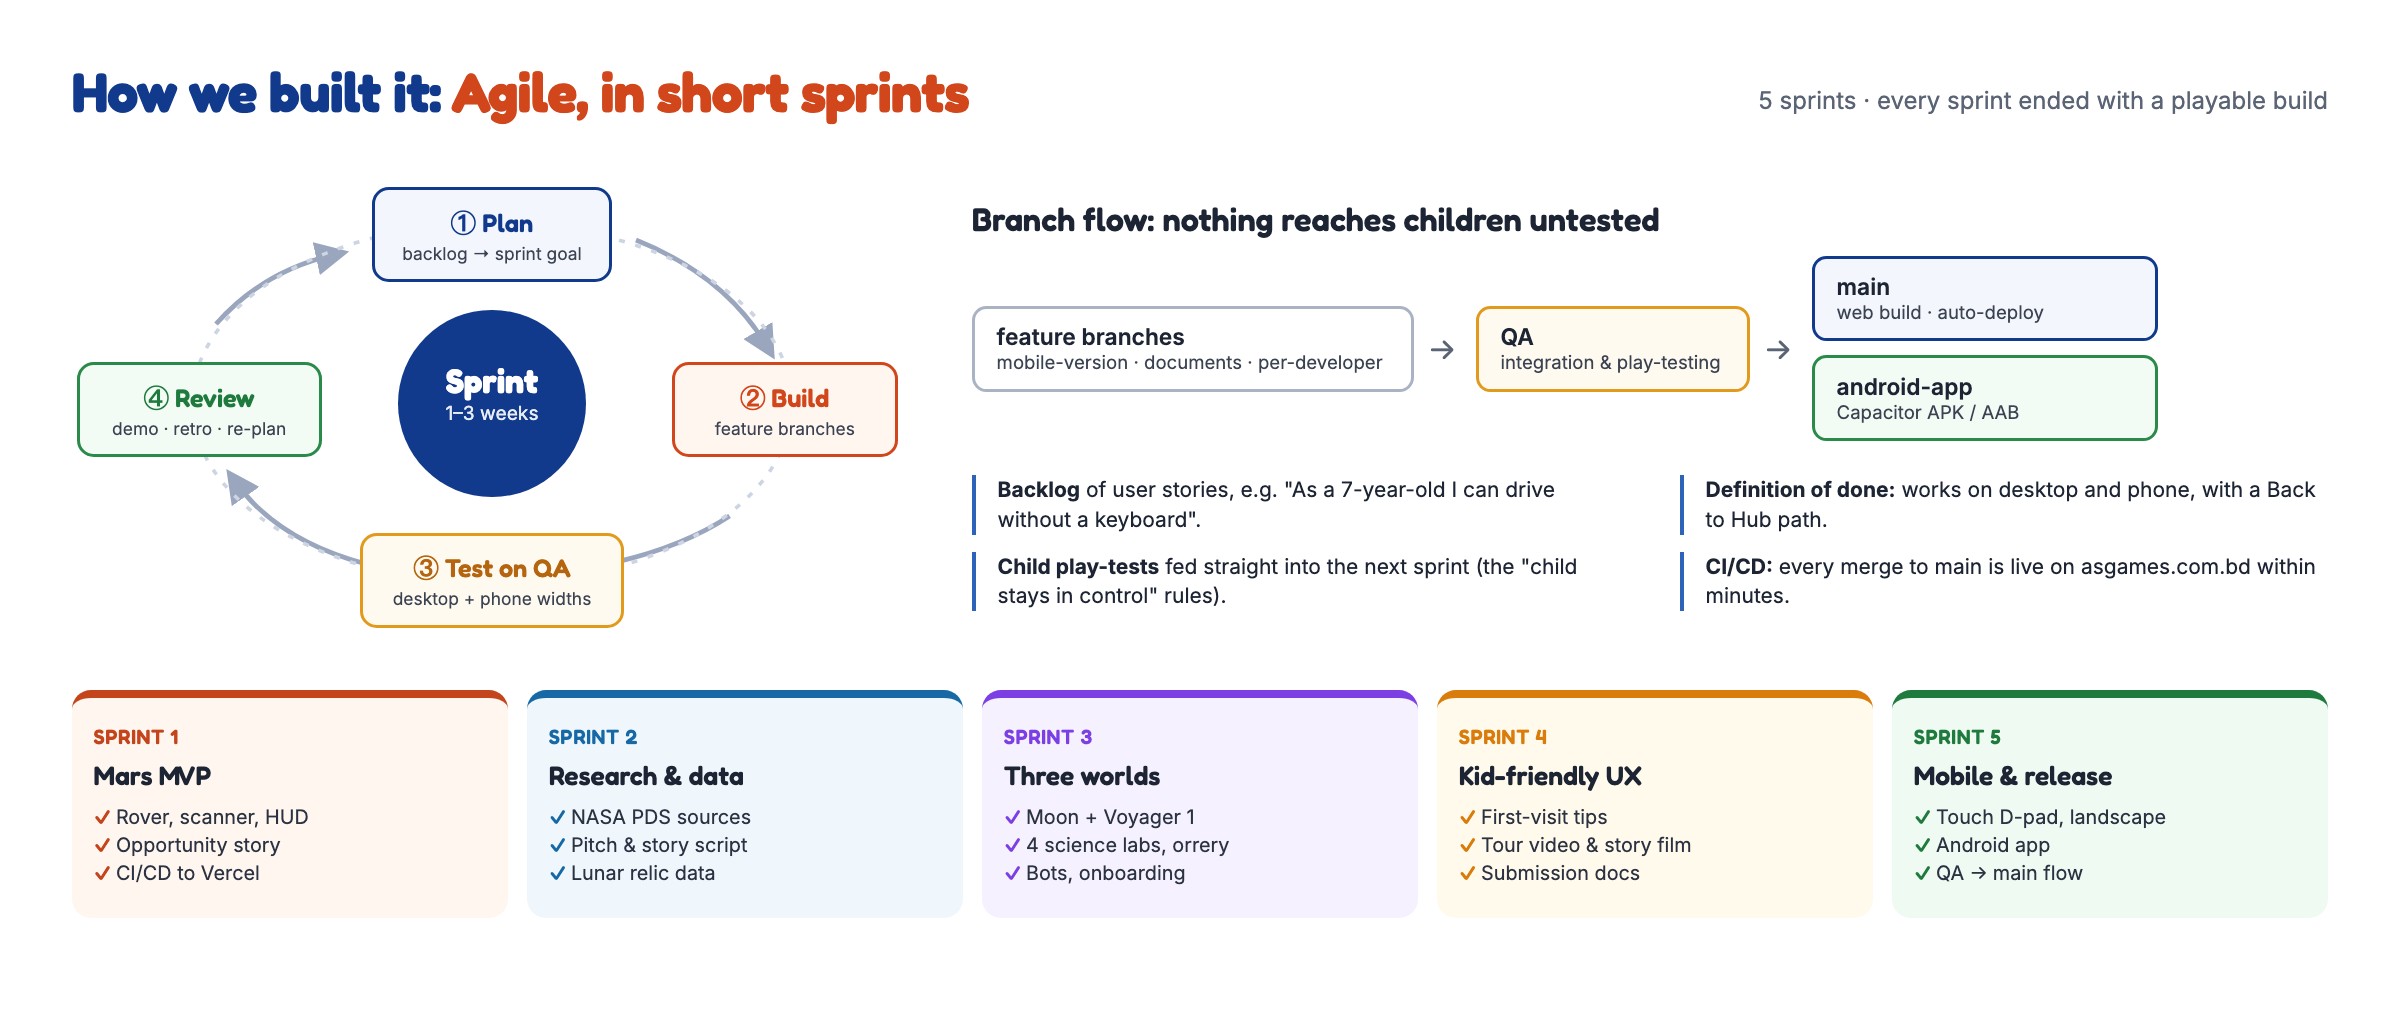 How we built it: Agile, in short sprints
5 sprints · every sprint ended with a playable build
① Plan
backlog → sprint goal
② Build
feature branches
③ Test on QA
desktop + phone widths
④ Review
demo · retro · re-plan
Sprint
1–3 weeks
Branch flow: nothing reaches children untested
feature branches
mobile-version · documents · per-developer
→
QA
integration & play-testing
→
main
web build · auto-deploy
android-app
Capacitor APK / AAB
Backlog of user stories, e.g. "As a 7-year-old I can drive
without a keyboard".
Definition of done: works on desktop and phone, with a Back
to Hub path.
Child play-tests fed straight into the next sprint (the "child
stays in control" rules).
CI/CD: every merge to main is live on asgames.com.bd within
minutes.
SPRINT 1
Mars MVP
✓ Rover, scanner, HUD
✓ Opportunity story
✓ CI/CD to Vercel
SPRINT 2
Research & data
✓ NASA PDS sources
✓ Pitch & story script
✓ Lunar relic data
SPRINT 3
Three worlds
✓ Moon + Voyager 1
✓ 4 science labs, orrery
✓ Bots, onboarding
SPRINT 4
Kid-friendly UX
✓ First-visit tips
✓ Tour video & story film
✓ Submission docs
SPRINT 5
Mobile & release
✓ Touch D-pad, landscape
✓ Android app
✓ QA → main flow